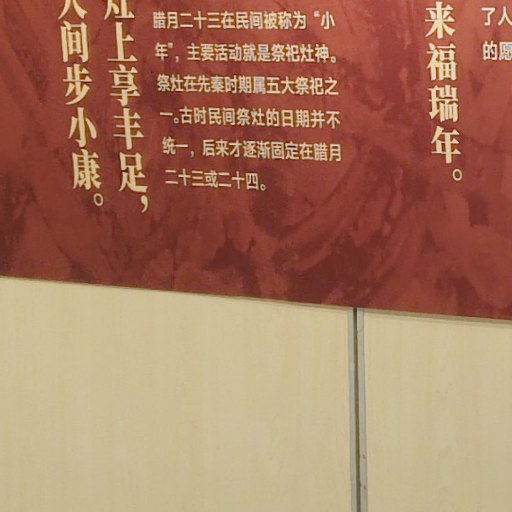 灶上享丰足，
人间步小康。
腊月二十三在民间被称为“小
年”，主要活动就是祭祀灶神。
祭灶在先秦时期属五大祭祀之
一。古时民间祭灶的日期并不
统一，后来才逐渐固定在腊月
二十三或二十四。
来福瑞年。
了人
的愿